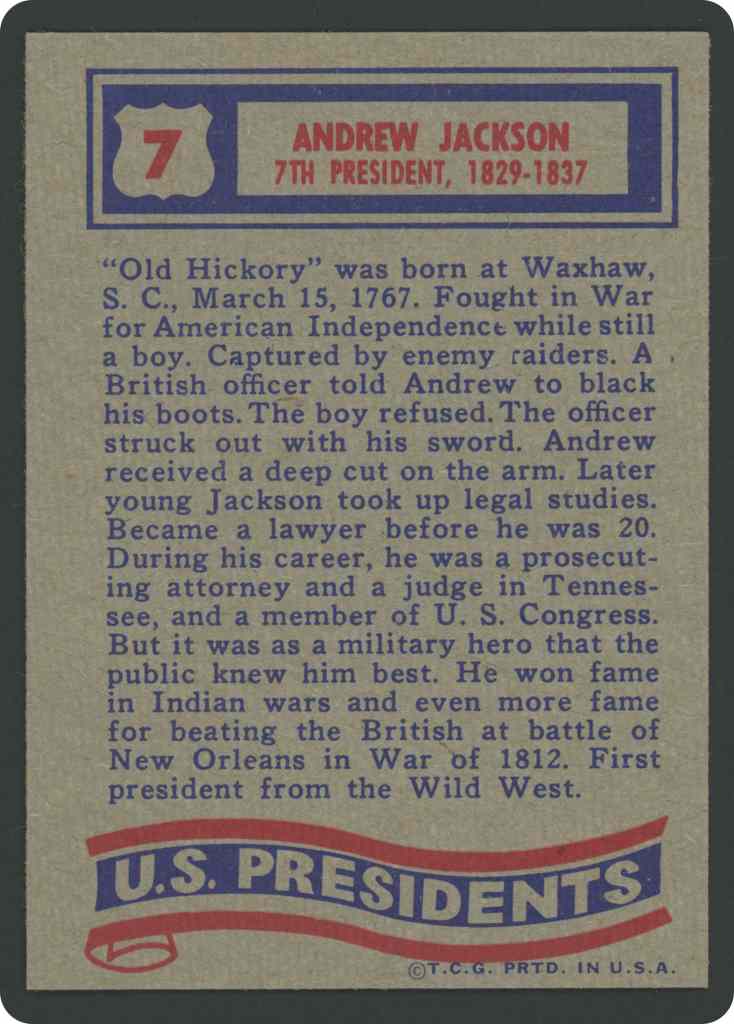 7
ANDREW JACKSON
7TH PRESIDENT, 1829-1837
“Old Hickory” was born at Waxhaw,
S. C., March 15, 1767. Fought in War
for American Independence while still
a boy. Captured by enemy raiders. A
British officer told Andrew to black
his boots. The boy refused. The officer
struck out with his sword. Andrew
received a deep cut on the arm. Later
young Jackson took up legal studies.
Became a lawyer before he was 20.
During his career, he was a prosecut-
ing attorney and a judge in Tennes-
see, and a member of U. S. Congress.
But it was as a military hero that the
public knew him best. He won fame
in Indian wars and even more fame
for beating the British at battle of
New Orleans in War of 1812. First
president from the Wild West.
U.S. PRESIDENTS
©T.C.G. PRTD. IN U.S.A.